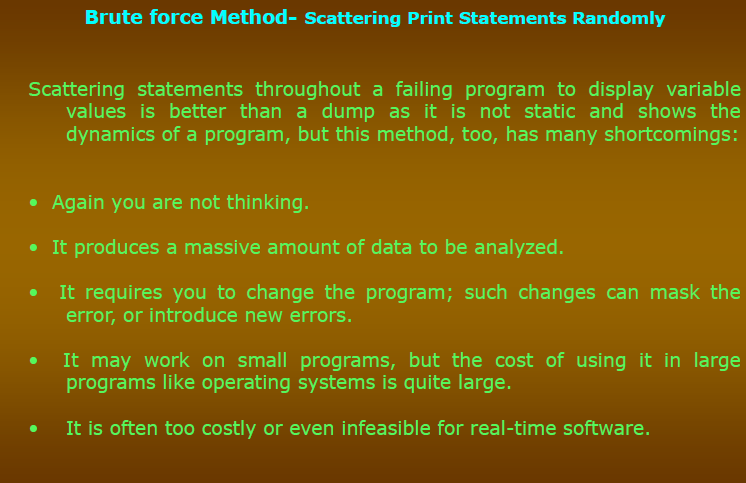 Brute force Method- Scattering Print Statements Randomly
Scattering statements throughout a failing program to display variable
values is better than a dump as it is not static and shows the
dynamics of a program, but this method, too, has many shortcomings:
• Again you are not thinking.
• It produces a massive amount of data to be analyzed.
• It requires you to change the program; such changes can mask the
error, or introduce new errors.
• It may work on small programs, but the cost of using it in large
programs like operating systems is quite large.
• It is often too costly or even infeasible for real-time software.